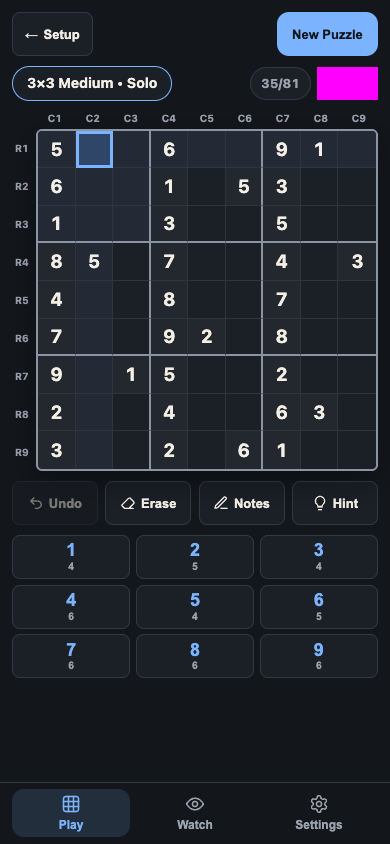 ← Setup
New Puzzle
3×3 Medium • Solo
35/81
C1 C2 C3 C4 C5 C6 C7 C8 C9
R1 5 6 9 1
R2 6 1 5 3
R3 1 3 5
R4 8 5 7 4 3
R5 4 8 7
R6 7 9 2 8
R7 9 1 5 2
R8 2 4 6 3
R9 3 2 6 1
Undo Erase Notes Hint
1 2 3
4 5 4
4 5 6
6 4 5
7 8 9
6 6 6
Play Watch Settings